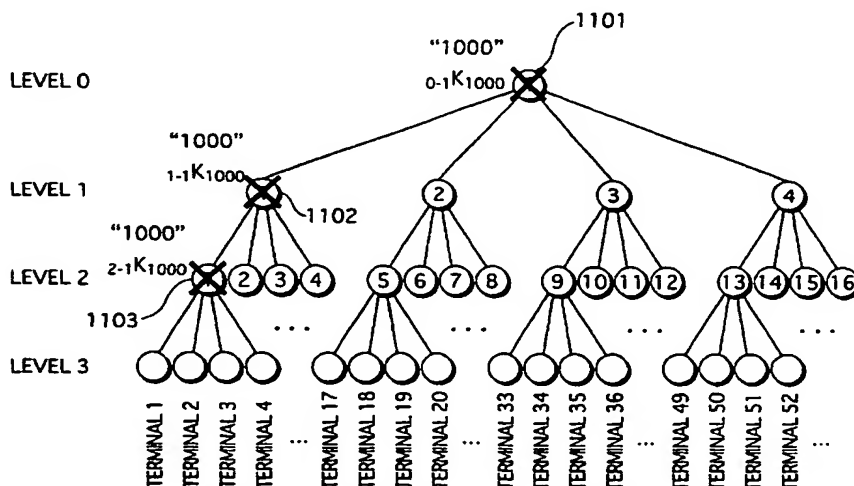 1101
"1000"
LEVEL 0
0-1K1000
"1000"
1-1K1000
LEVEL 1
2
3
4
1102
"1000"
2-1K1000
LEVEL 2
2 3 4 5 6 7 8 9 10 11 12 13 14 15 16
1103
... ... ... ...
LEVEL 3
TERMINAL 1
TERMINAL 2
TERMINAL 3
TERMINAL 4
...
TERMINAL 17
TERMINAL 18
TERMINAL 19
TERMINAL 20
...
TERMINAL 33
TERMINAL 34
TERMINAL 35
TERMINAL 36
...
TERMINAL 49
TERMINAL 50
TERMINAL 51
TERMINAL 52
...